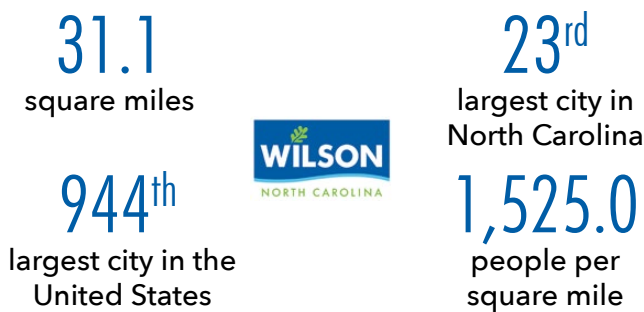 31.1
square miles
23rd
largest city in
North Carolina
WILSON
NORTH CAROLINA
944th
largest city in the
United States
1,525.0
people per
square mile